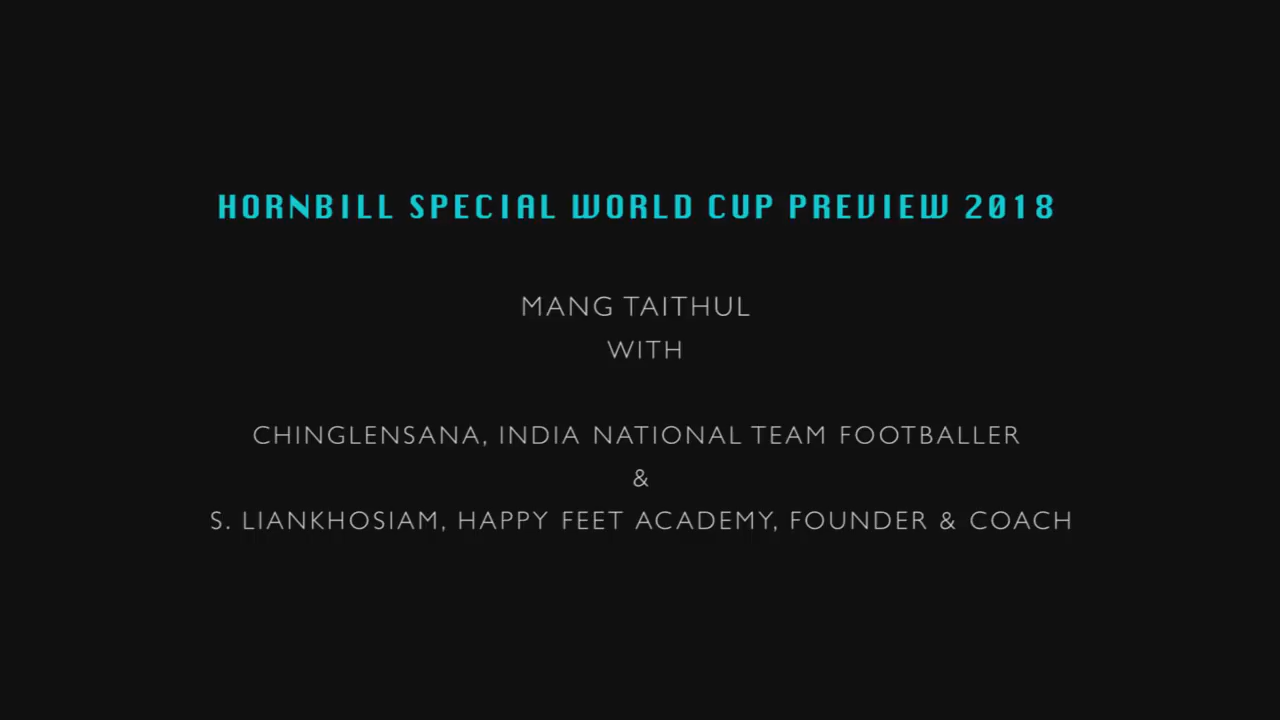 HORNBILL SPECIAL WORLD CUP PREVIEW 2018
MANG TAITHUL
WITH
CHINGLENSANA, INDIA NATIONAL TEAM FOOTBALLER
&
S. LIANKHOSIAM, HAPPY FEET ACADEMY, FOUNDER & COACH